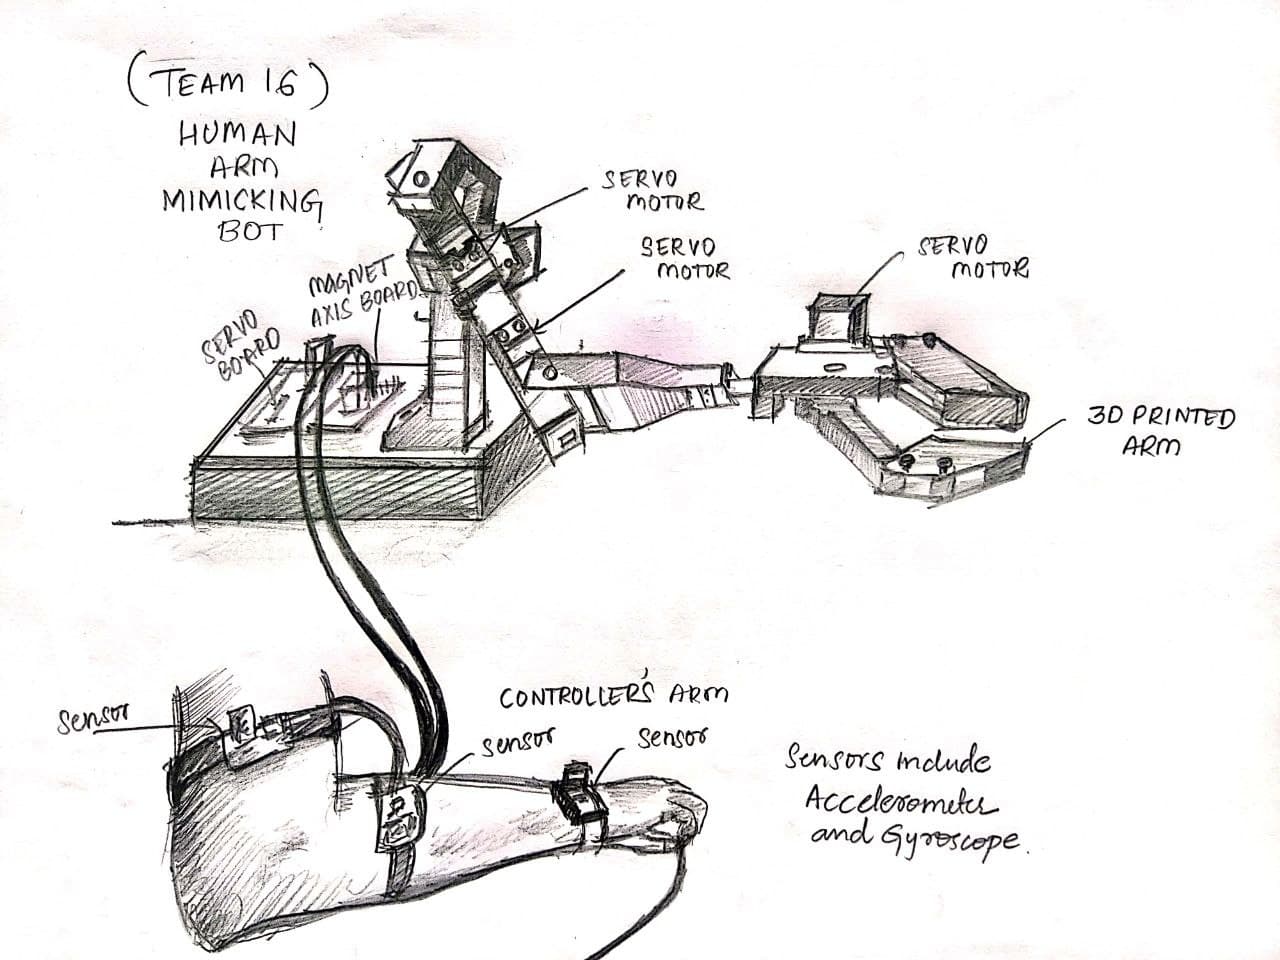 (TEAM 16)
HUMAN
ARM
MIMICKING
BOT
SERVO
MOTOR
SERVO
MOTOR
SERVO
MOTOR
MAGNET
AXIS BOARD
SERVO
BOARD
3D PRINTED
ARM
CONTROLLER'S ARM
Sensor
Sensor
Sensor
Sensors include
Accelerometer
and Gyroscope.